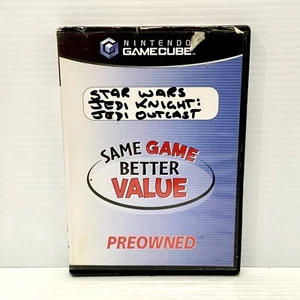 NINTENDO
GAMECUBE
STAR WARS
JEDI KNIGHT:
JEDI OUTCAST
SAME GAME
BETTER
VALUE
PREOWNED